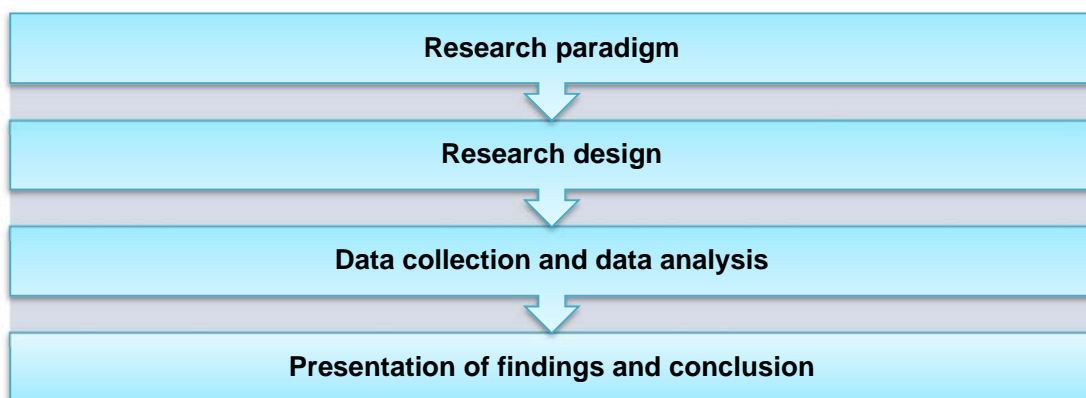 Research paradigm
Research design
Data collection and data analysis
Presentation of findings and conclusion